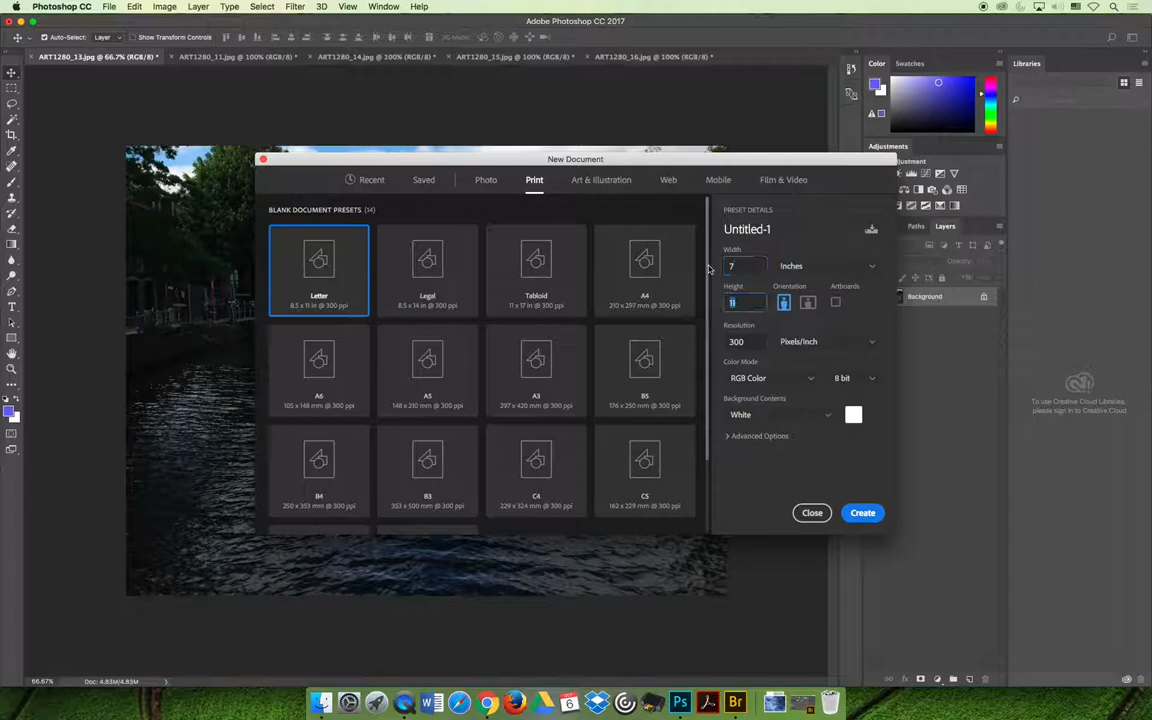 Photoshop CC File Edit Image Layer Type Select Filter 3D View Window Help
Adobe Photoshop CC 2017
Auto-Select: Layer Show Transform Controls
ART1280_13.jpg @ 66.7% (RGB/8) * ART1280_11.jpg @ 100% (RGB/8) * ART1280_14.jpg @ 100% (RGB/8) * ART1280_15.jpg @ 100% (RGB/8) * ART1280_16.jpg @ 100% (RGB/8) *
Color Swatches
Libraries
Adjustments
Adjustment
Paths Layers
Opacity:
Fill:
Background
To use Creative Cloud Libraries,
please sign in to Creative Cloud
New Document
Recent Saved Photo Print Art & Illustration Web Mobile Film & Video
BLANK DOCUMENT PRESETS (14)
Letter Legal Tabloid A4
8.5 x 11 in @ 300 ppi 8.5 x 14 in @ 300 ppi 11 x 17 in @ 300 ppi 210 x 297 mm @ 300 ppi
A6 A5 A3 B5
105 x 148 mm @ 300 ppi 148 x 210 mm @ 300 ppi 297 x 420 mm @ 300 ppi 176 x 250 mm @ 300 ppi
B4 B3 C4 C5
250 x 353 mm @ 300 ppi 353 x 500 mm @ 300 ppi 229 x 324 mm @ 300 ppi 162 x 229 mm @ 300 ppi
PRESET DETAILS
Untitled-1
Width
7 Inches
Height Orientation Artboards
11
Resolution
300 Pixels/Inch
Color Mode
RGB Color 8 bit
Background Contents
White
Advanced Options
Close Create
66.67% Doc: 4.83M/4.83M
OCT
6
W
Ps
Br